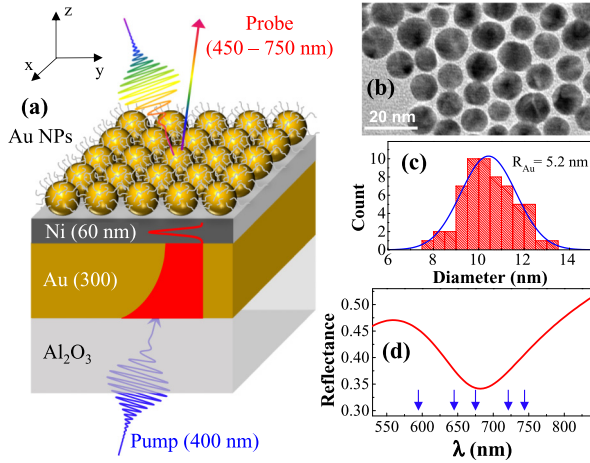 z
x
y
Probe
(450 – 750 nm)
(a)
Au NPs
Ni (60 nm)
Au (300)
Al2O3
Pump (400 nm)
(b)
20 nm
(c)
R_Au= 5.2 nm
Count
10
8
6
4
2
0
6 8 10 12 14
Diameter (nm)
(d)
Reflectance
0.50
0.45
0.40
0.35
0.30
600 650 700 750 800
λ (nm)